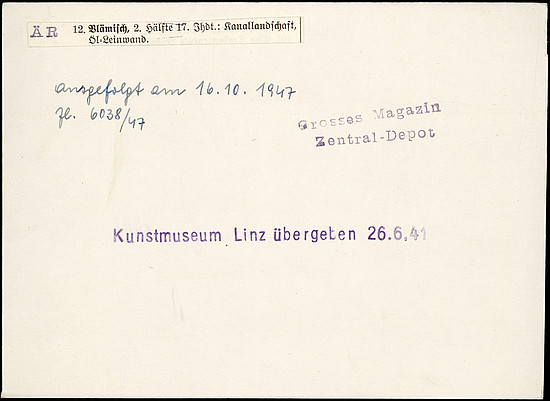 ÄR 12. Vlämisch, 2. Hälfte 17. Jhdt.: Kanallandschaft,
Öl-Leinwand.
ausgefolgt am 16. 10. 1947
Zl. 6038/47
Grosses Magazin
Zentral-Depot
Kunstmuseum Linz übergeben 26.6.41